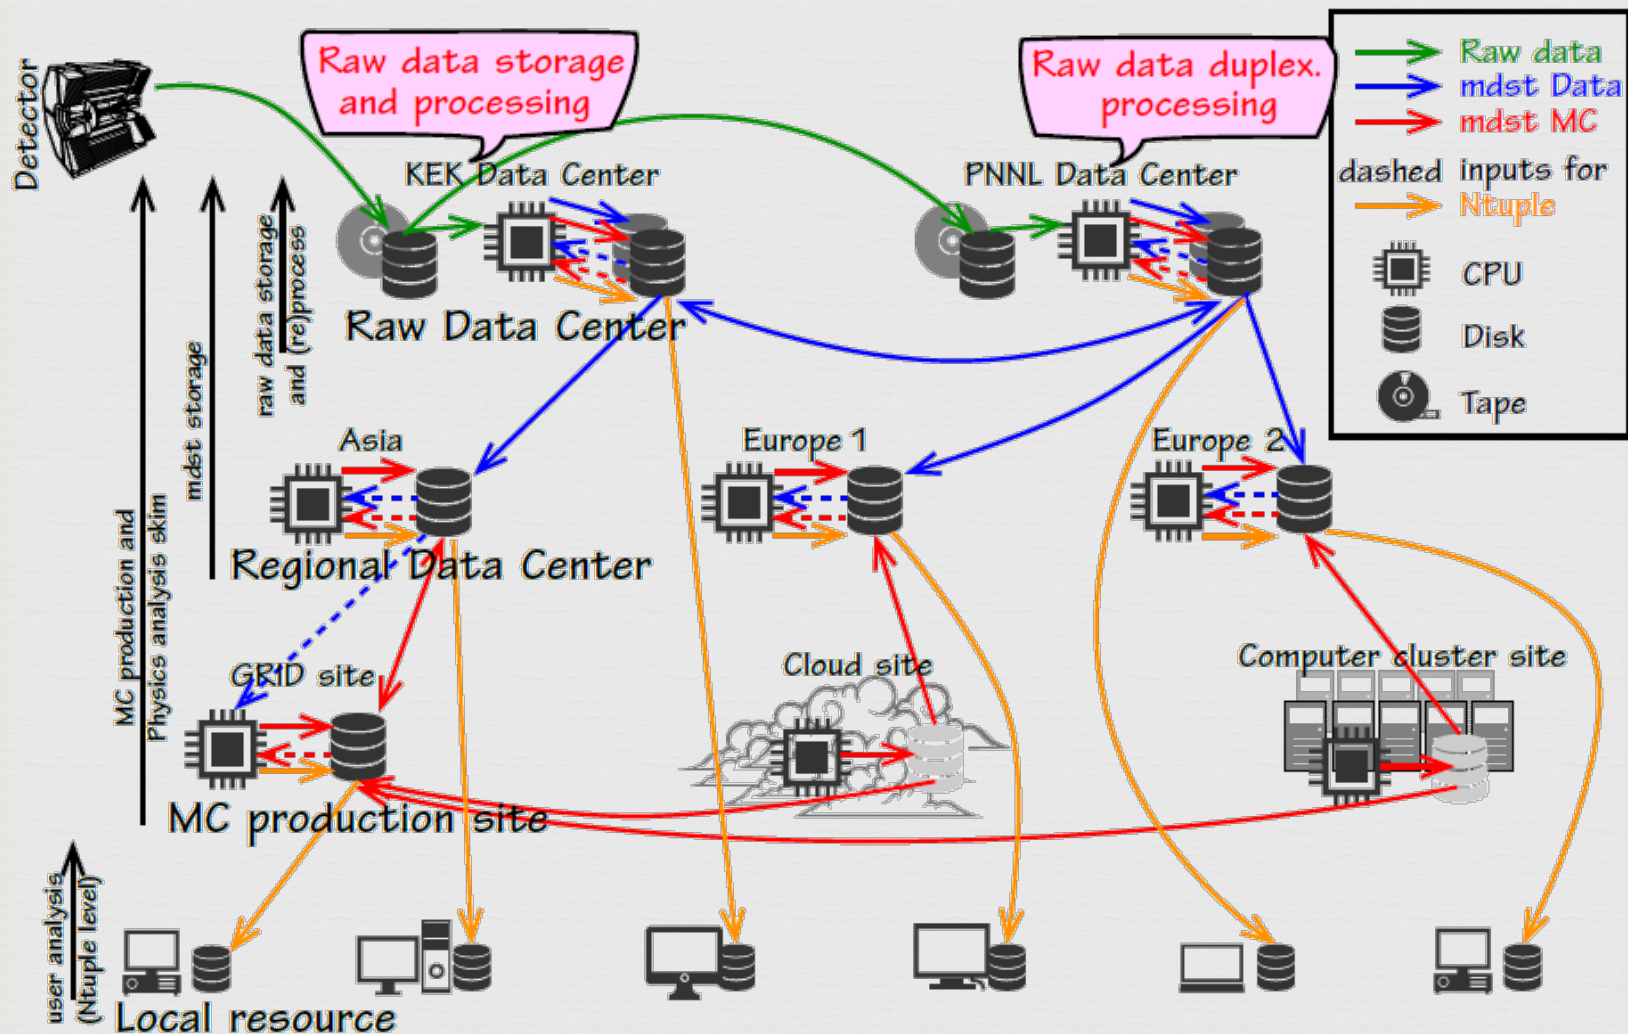 Detector
Raw data storage
and processing
Raw data duplex.
processing
Raw data
mdst Data
mdst MC
dashed inputs for
Ntuple
CPU
Disk
Tape
KEK Data Center
PNNL Data Center
Raw Data Center
raw data storage
and (re)process
mdst storage
MC production and
Physics analysis skim
Asia
Europe 1
Europe 2
Regional Data Center
GRID site
Cloud site
Computer cluster site
MC production site
user analysis
(Ntuple level)
Local resource